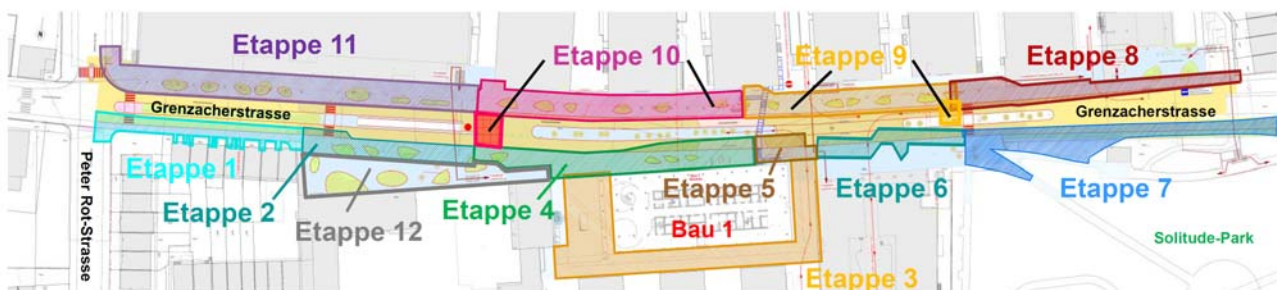 Etappe 11
Etappe 10
Etappe 9
Etappe 8
Grenzacherstrasse
Grenzacherstrasse
Peter Rot-Strasse
Etappe 1
Etappe 2
Etappe 12
Etappe 4
Etappe 5
Etappe 6
Etappe 7
Bau 1
Solitude-Park
Etappe 3